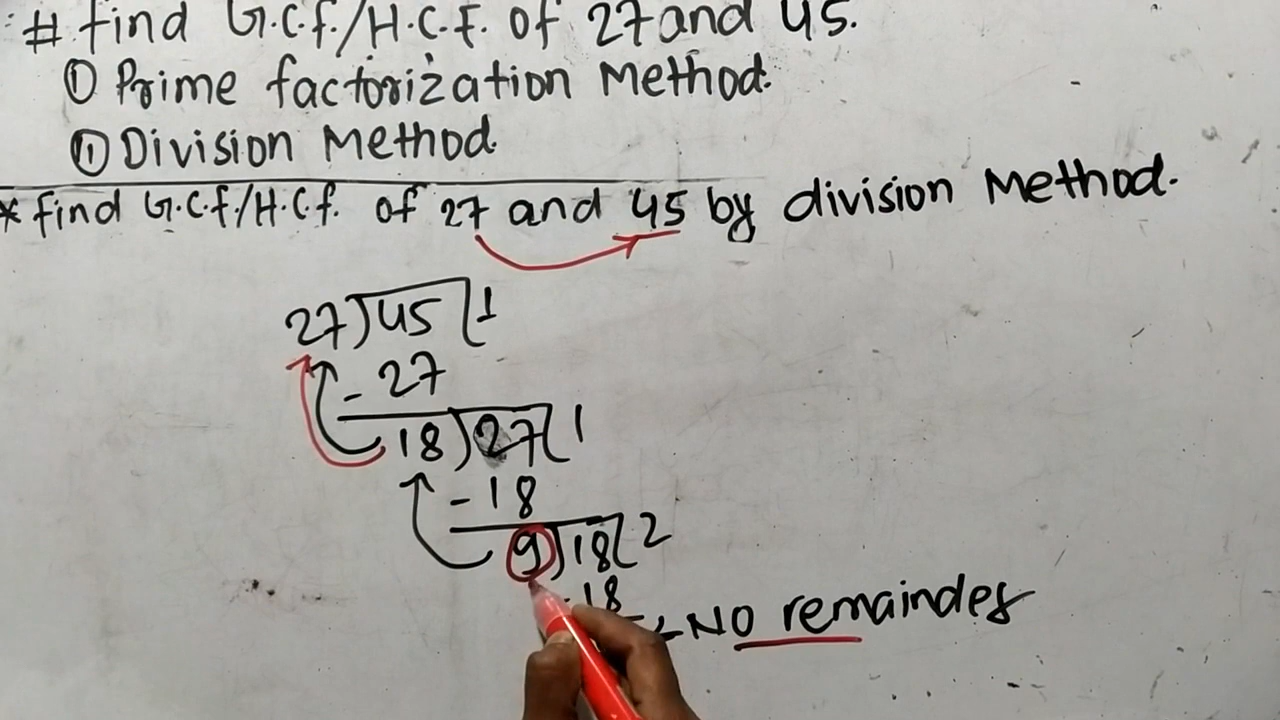 # find G.C.f./H.C.F. of 27 and 45.
① Prime factorization Method.
⑪ Division Method.
* find G.C.f/H.C.f. of 27 and 45 by division Method.
27)45(1
- 27
18)27(1
- 18
9)18(2
- 18
NO remainder